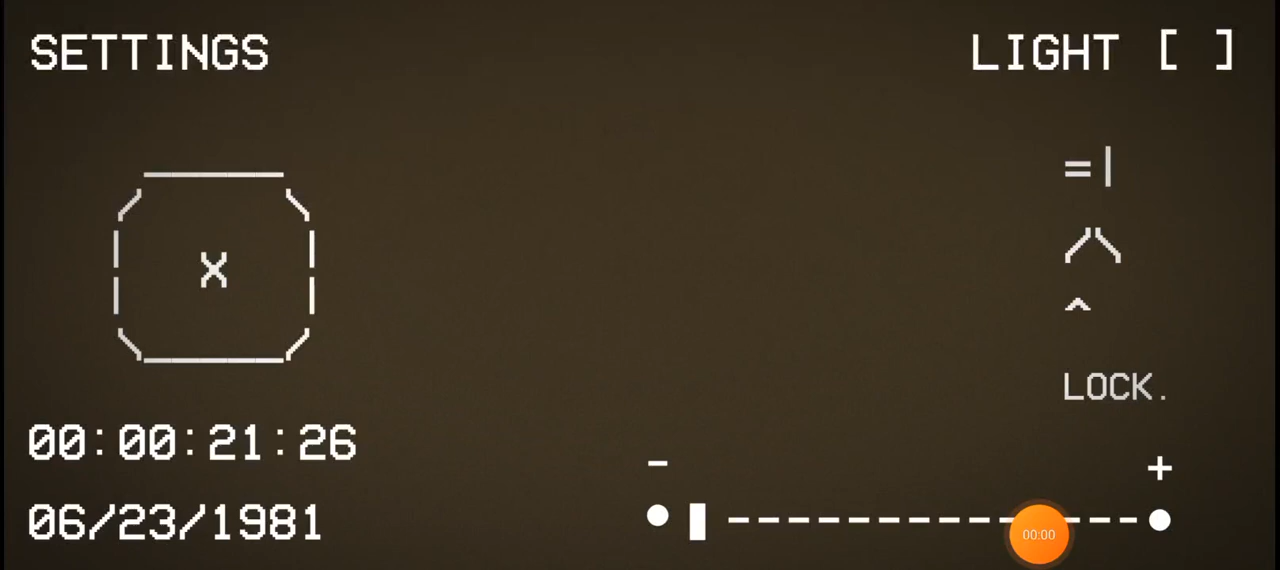 SETTINGS
LIGHT [ ]
=|
^
LOCK.
X
00:00:21:26
06/23/1981
- +
00:00